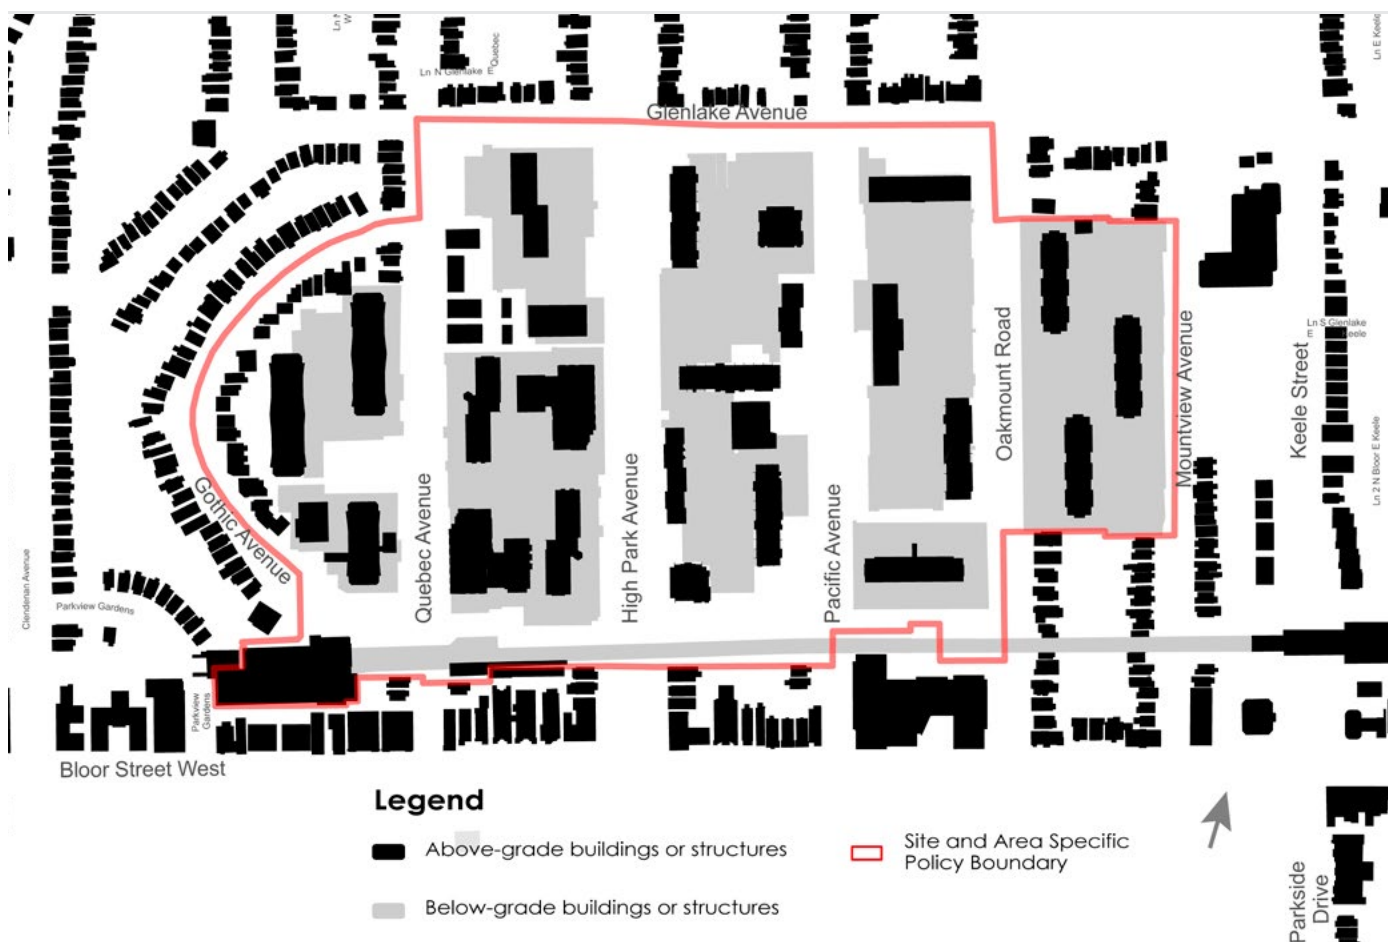 Ln N
W
Quebec
Ln N Glenlake E
Ln E Keele
Glenlake Avenue
Oakmount Road
Mountview Avenue
Ln S Glenlake
E Keele
Keele Street
Ln 2 N Bloor E Keele
Gothic Avenue
Quebec Avenue
High Park Avenue
Pacific Avenue
Clendenan Avenue
Parkview Gardens
Parkview
Gardens
Bloor Street West
Parkside
Drive
Legend
Above-grade buildings or structures
Below-grade buildings or structures
Site and Area Specific
Policy Boundary